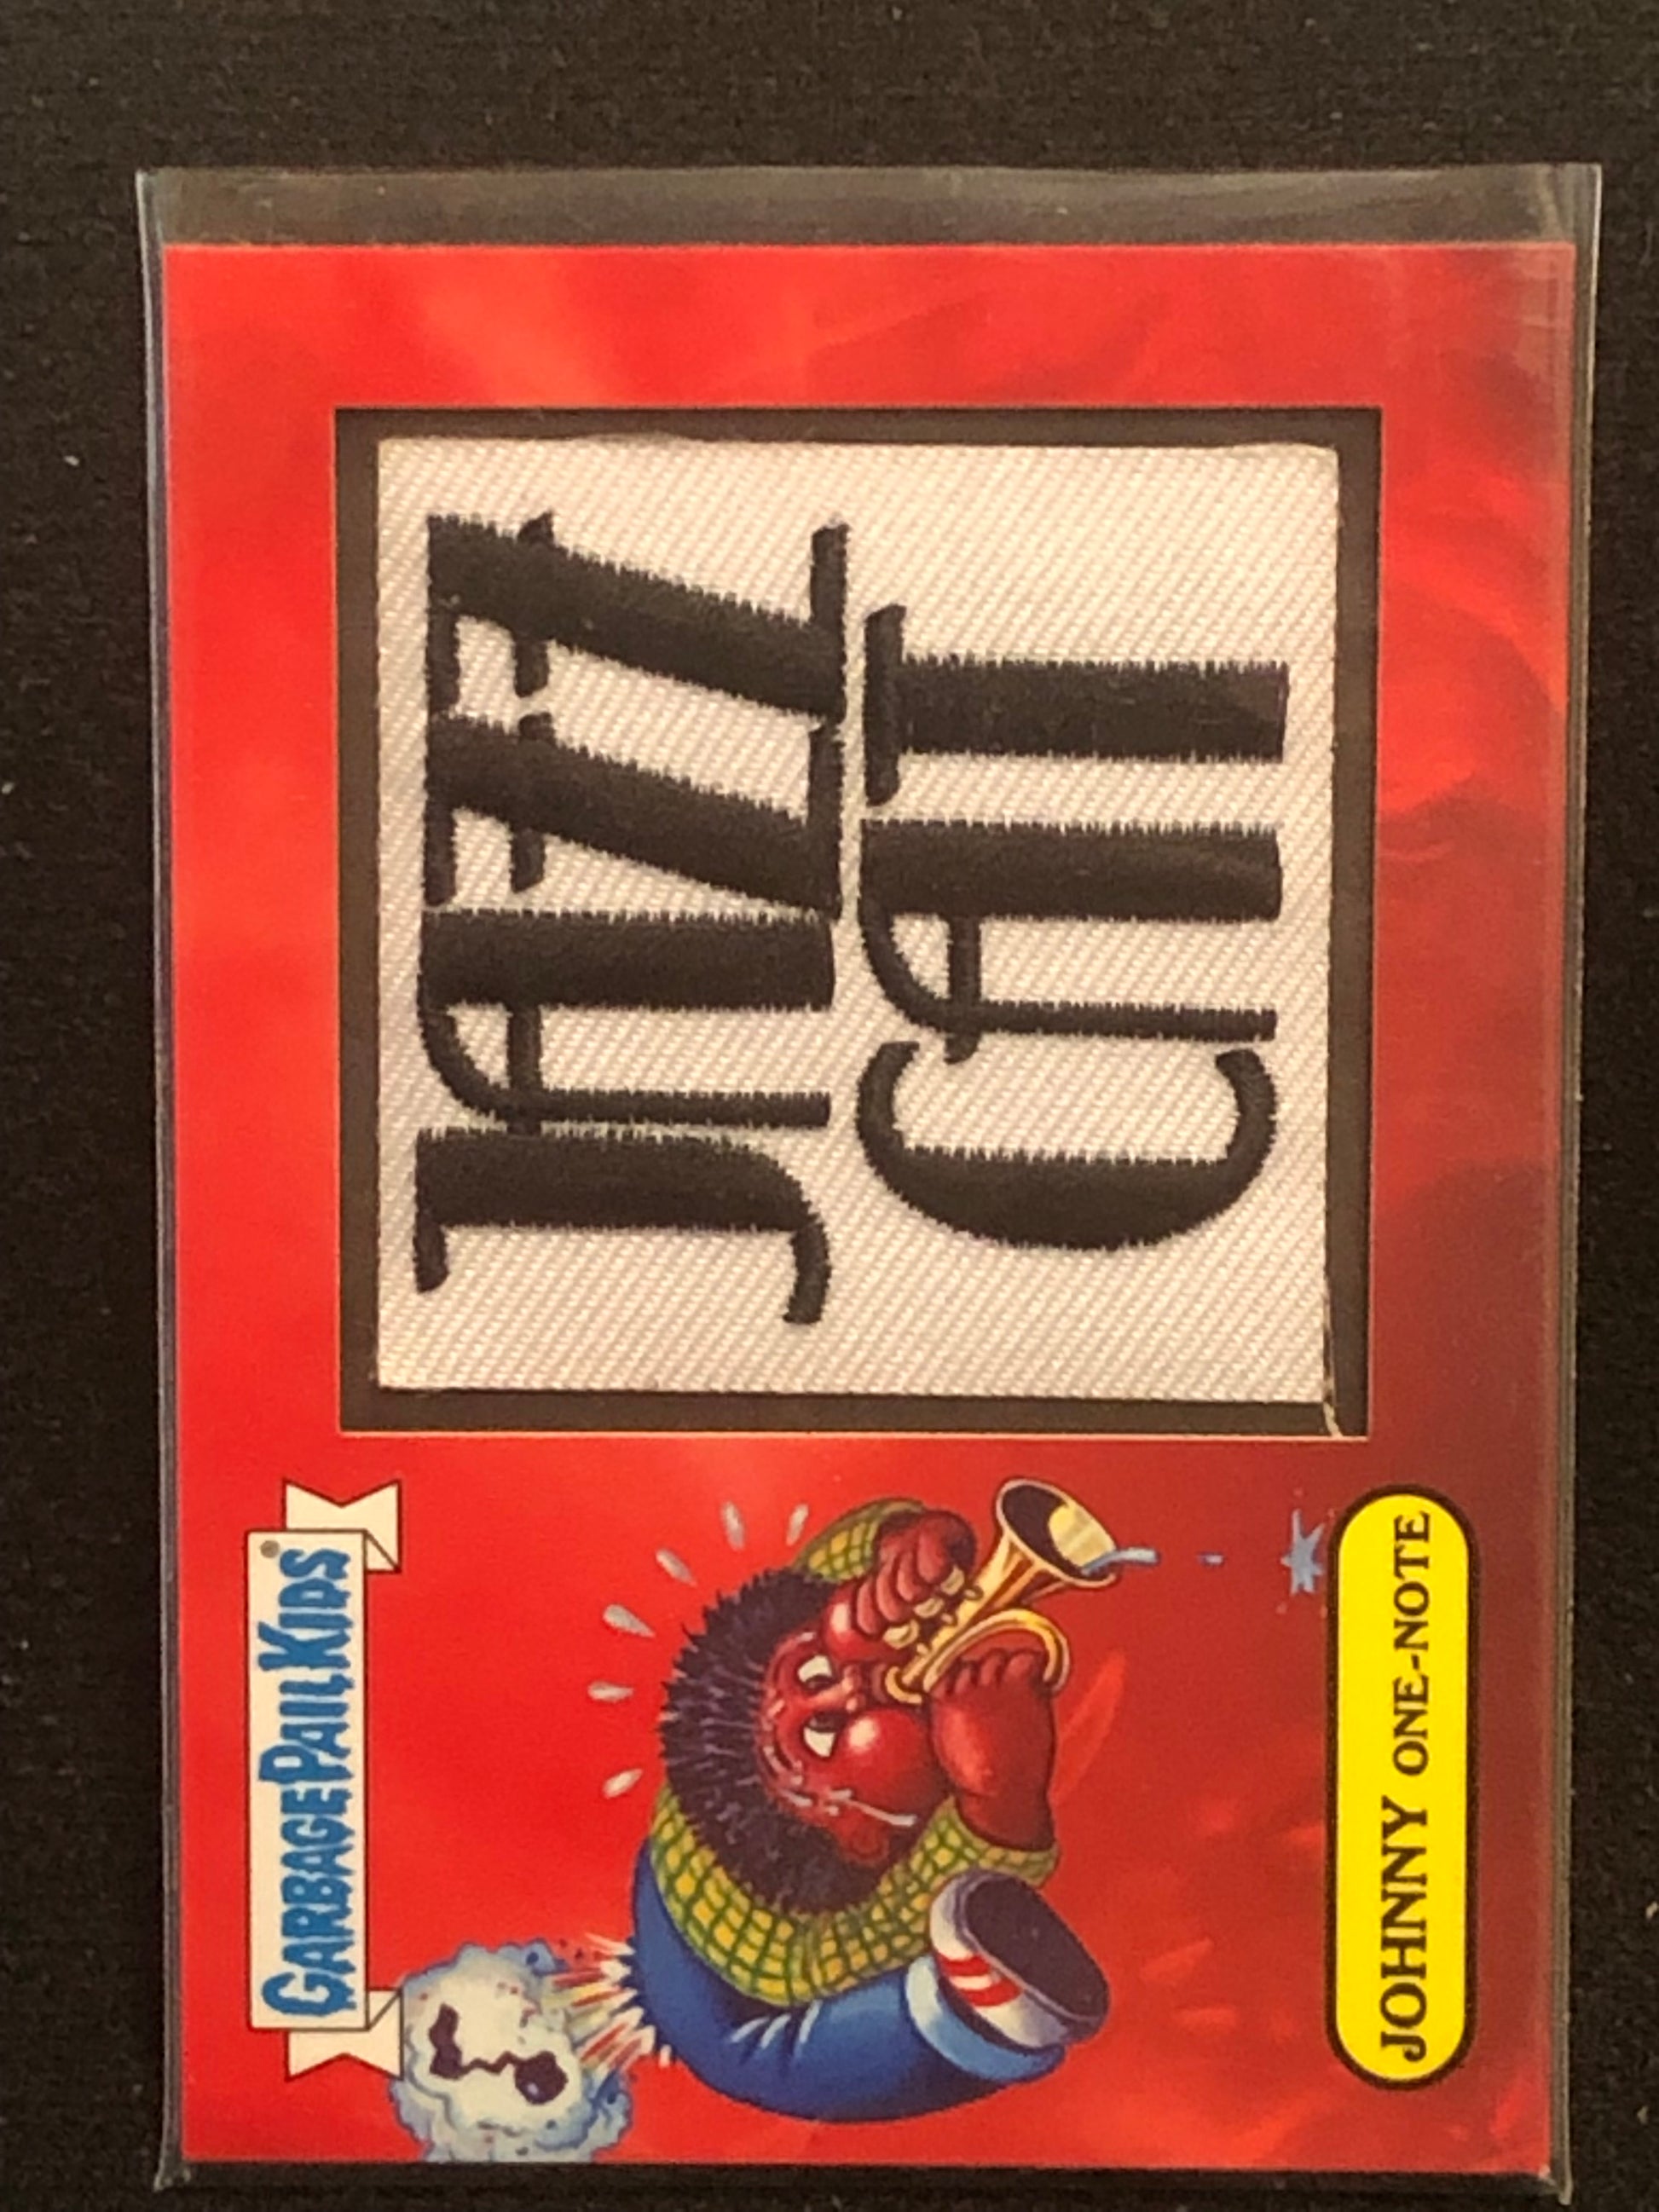 GARBAGE PAIL KIDS®
JOHNNY ONE-NOTE
JAZZ
CAT